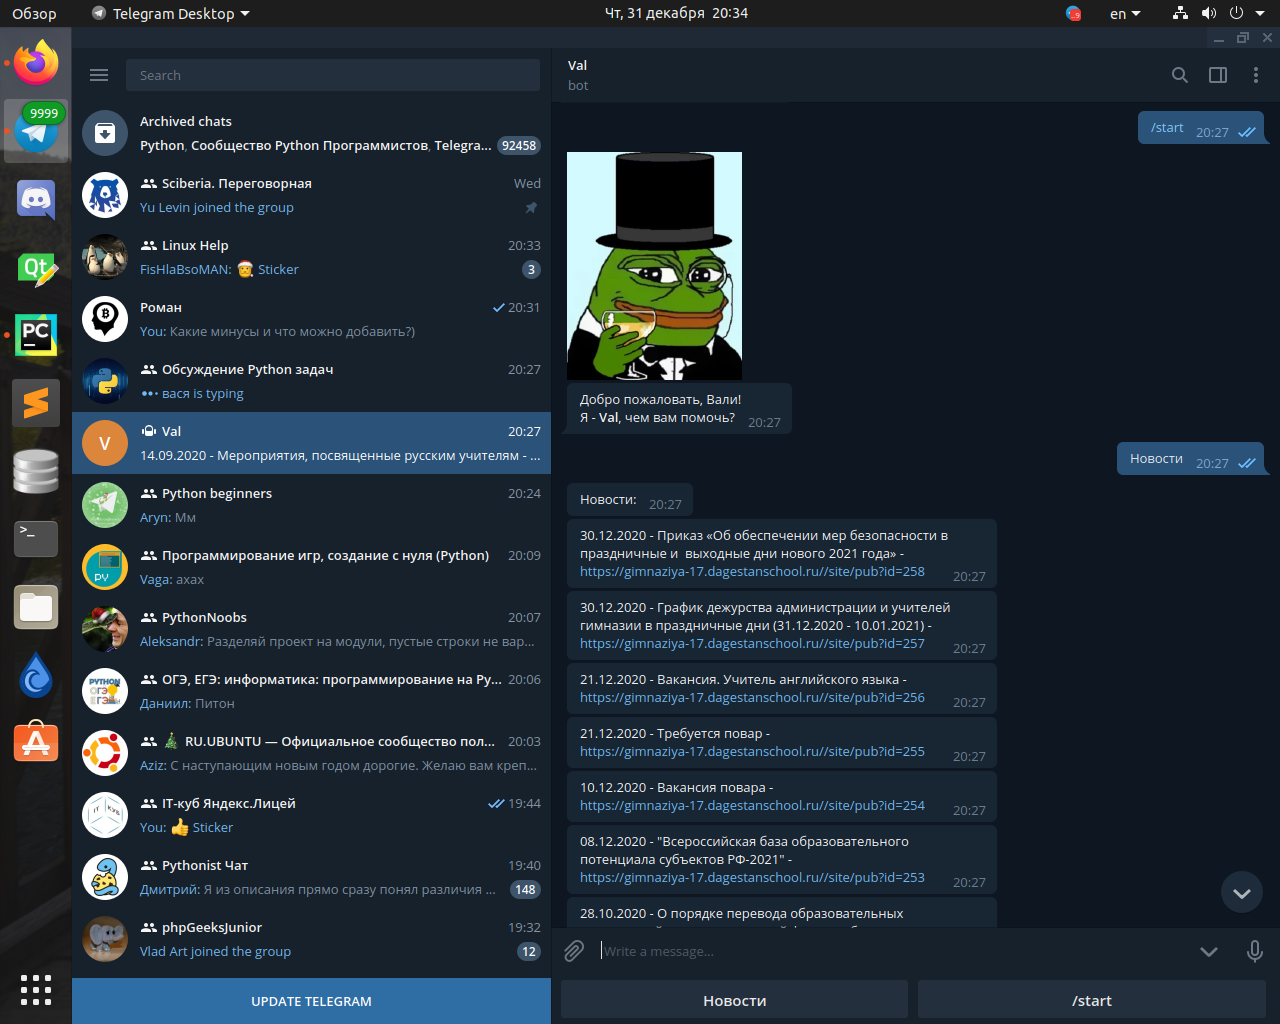 Обзор
Telegram Desktop
Чт, 31 декабря 20:34
en
9999
Search
Archived chats
Python, Сообщество Python Программистов, Telegra...
92458
Sciberia. Переговорная
Wed
Yu Levin joined the group
Linux Help
20:33
FisHlaBsoMAN: Sticker
3
Роман
20:31
You: Какие минусы и что можно добавить?)
Обсуждение Python задач
20:27
вася is typing
V
Val
20:27
14.09.2020 - Мероприятия, посвященные русским учителям - ...
Python beginners
20:24
Aryn: Мм
Программирование игр, создание с нуля (Python)
20:09
Vaga: ахах
PY
PythonNoobs
20:07
Aleksandr: Разделяй проект на модули, пустые строки не вар...
ОГЭ, ЕГЭ: информатика: программирование на Ру...
20:06
Даниил: Питон
PYTHON
RU.UBUNTU — Официальное сообщество пол...
20:03
Aziz: С наступающим новым годом дорогие. Желаю вам креп...
IT-куб Яндекс.Лицей
19:44
You: 👍 Sticker
IT КУБ
Pythonist Чат
19:40
Дмитрий: Я из описания прямо сразу понял различия ...
148
phpGeeksJunior
19:32
Vlad Art joined the group
12
UPDATE TELEGRAM
Qt
PC
>_
Val
bot
/start 20:27
Добро пожаловать, Вали!
Я - Val, чем вам помочь? 20:27
Новости 20:27
Новости: 20:27
30.12.2020 - Приказ «Об обеспечении мер безопасности в
праздничные и  выходные дни нового 2021 года» -
https://gimnaziya-17.dagestanschool.ru//site/pub?id=258 20:27
30.12.2020 - График дежурства администрации и учителей
гимназии в праздничные дни (31.12.2020 - 10.01.2021) -
https://gimnaziya-17.dagestanschool.ru//site/pub?id=257 20:27
21.12.2020 - Вакансия. Учитель английского языка -
https://gimnaziya-17.dagestanschool.ru//site/pub?id=256 20:27
21.12.2020 - Требуется повар -
https://gimnaziya-17.dagestanschool.ru//site/pub?id=255 20:27
10.12.2020 - Вакансия повара -
https://gimnaziya-17.dagestanschool.ru//site/pub?id=254 20:27
08.12.2020 - "Всероссийская база образовательного
потенциала субъектов РФ-2021" -
https://gimnaziya-17.dagestanschool.ru//site/pub?id=253 20:27
28.10.2020 - О порядке перевода образовательных
Write a message...
Новости
/start